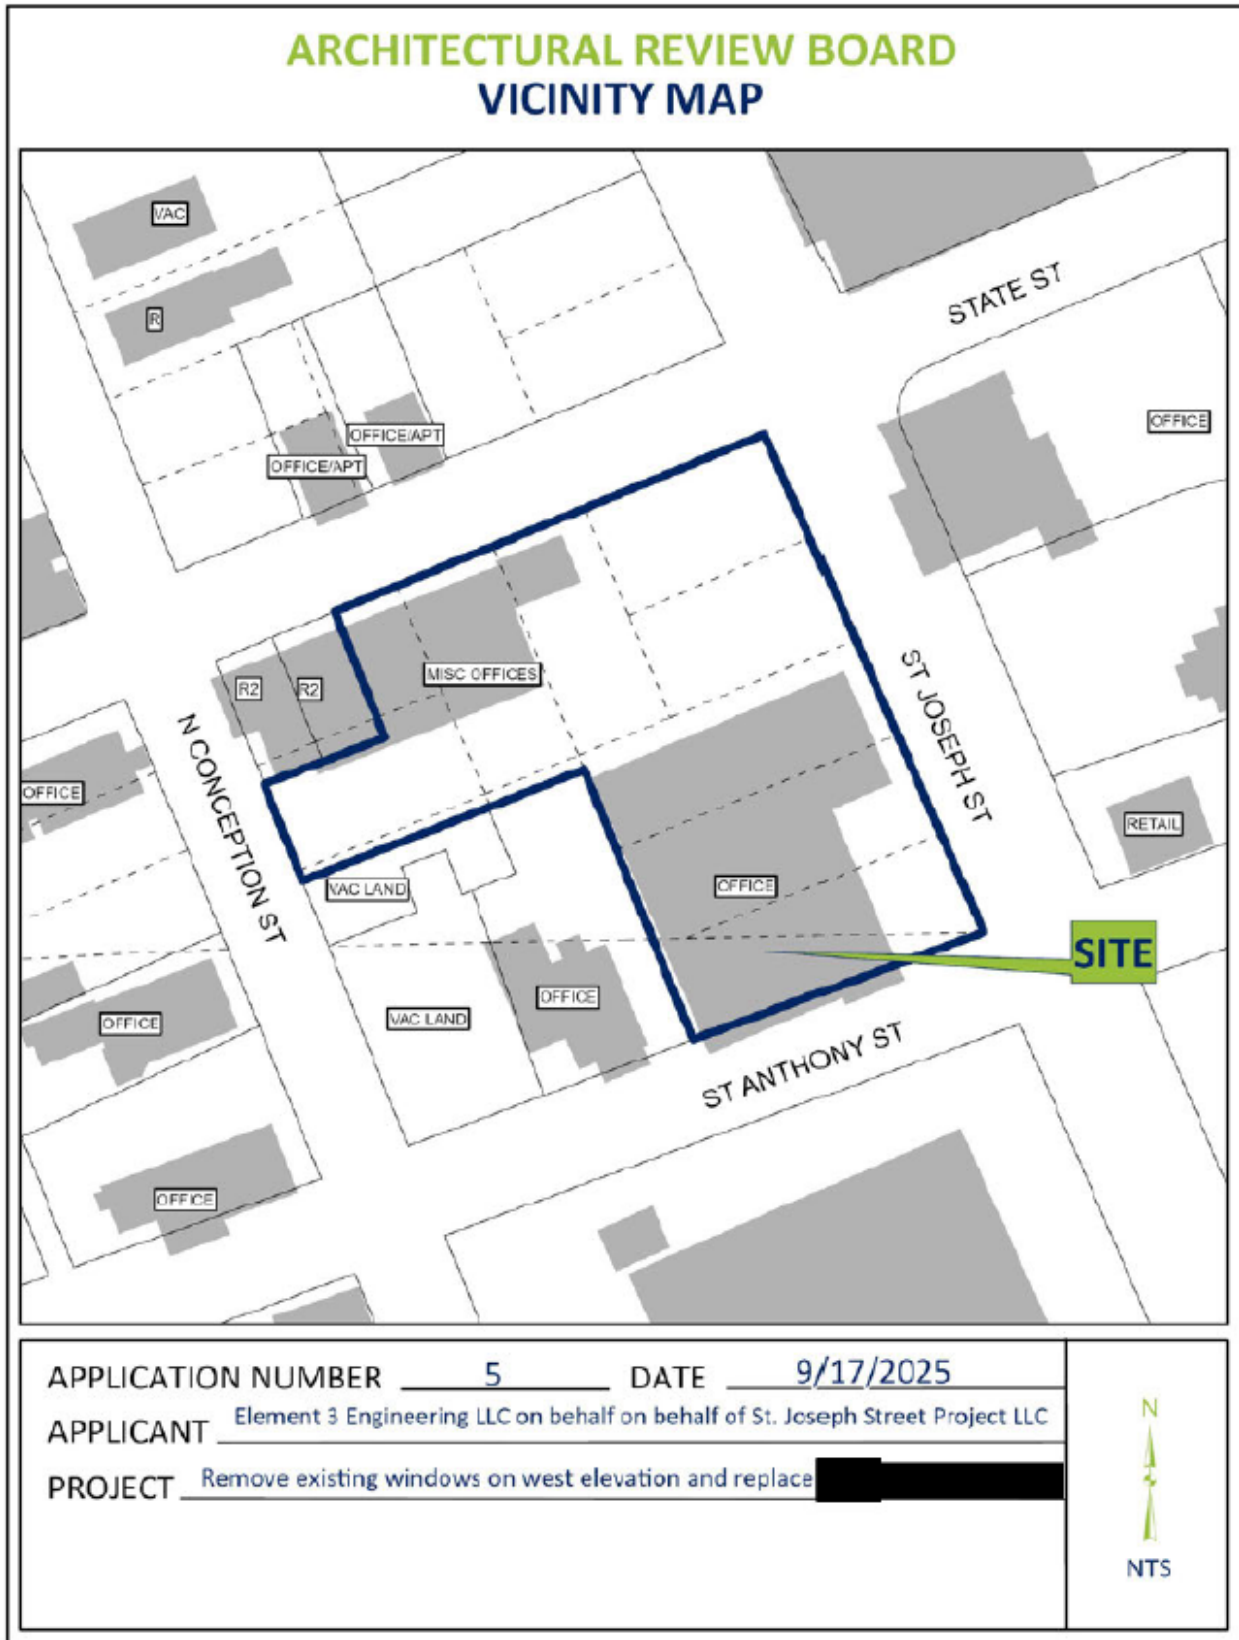 ARCHITECTURAL REVIEW BOARD
VICINITY MAP
VAC
R
STATE ST
OFFICE
OFFICE/APT
OFFICE/APT
MISC OFFICES
R2
R2
ST JOSEPH ST
N CONCEPTION ST
OFFICE
RETAIL
VAC LAND
OFFICE
SITE
OFFICE
VAC LAND
OFFICE
ST ANTHONY ST
OFFICE
APPLICATION NUMBER 5 DATE 9/17/2025
APPLICANT Element 3 Engineering LLC on behalf on behalf of St. Joseph Street Project LLC
PROJECT Remove existing windows on west elevation and replace
N
NTS